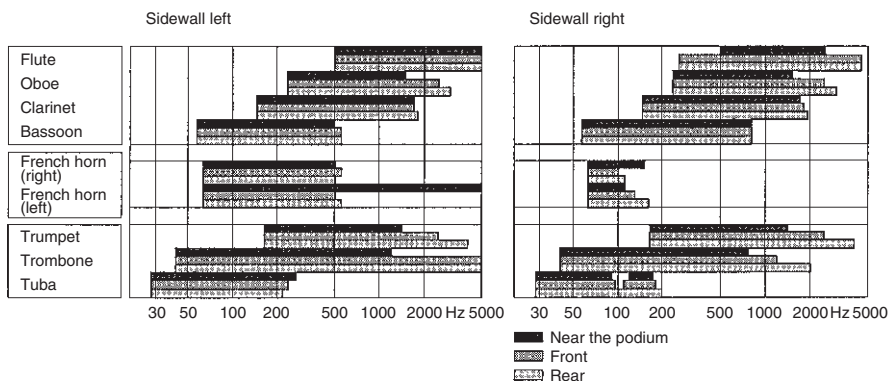 Sidewall left
Sidewall right
Flute
Oboe
Clarinet
Bassoon
French horn
(right)
French horn
(left)
Trumpet
Trombone
Tuba
30 50 100 200 500 1000 2000 Hz 5000
30 50 100 200 500 1000 2000 Hz 5000
Near the podium
Front
Rear